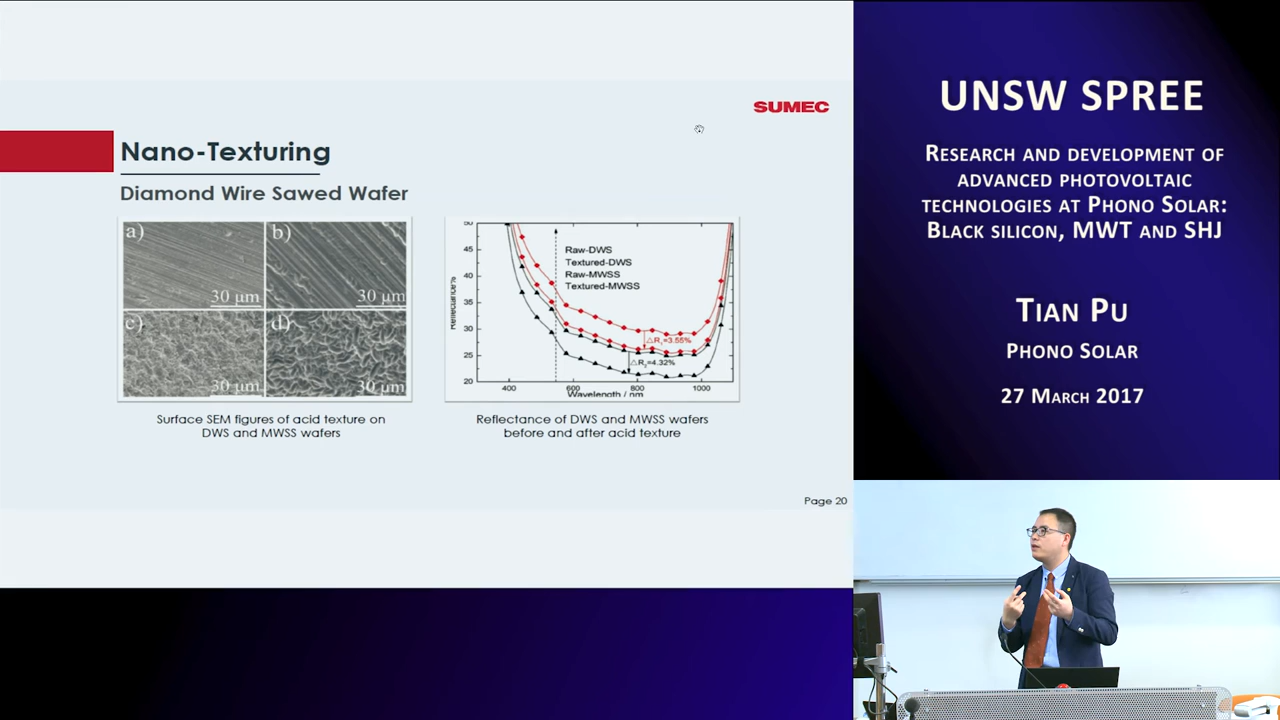 SUMEC
Nano-Texturing
Diamond Wire Sawed Wafer
a)
b)
30 μm
30 μm
c)
d)
30 μm
30 μm
Surface SEM figures of acid texture on
DWS and MWSS wafers
Reflectance%
50
45
40
35
30
25
20
Raw-DWS
Textured-DWS
Raw-MWSS
Textured-MWSS
△R₁=3.55%
△R₂=4.32%
400
600
800
1000
Wavelength / nm
Reflectance of DWS and MWSS wafers
before and after acid texture
Page 20
UNSW SPREE
Research and development of
advanced photovoltaic
technologies at Phono Solar:
Black silicon, MWT and SHJ
Tian Pu
Phono Solar
27 March 2017